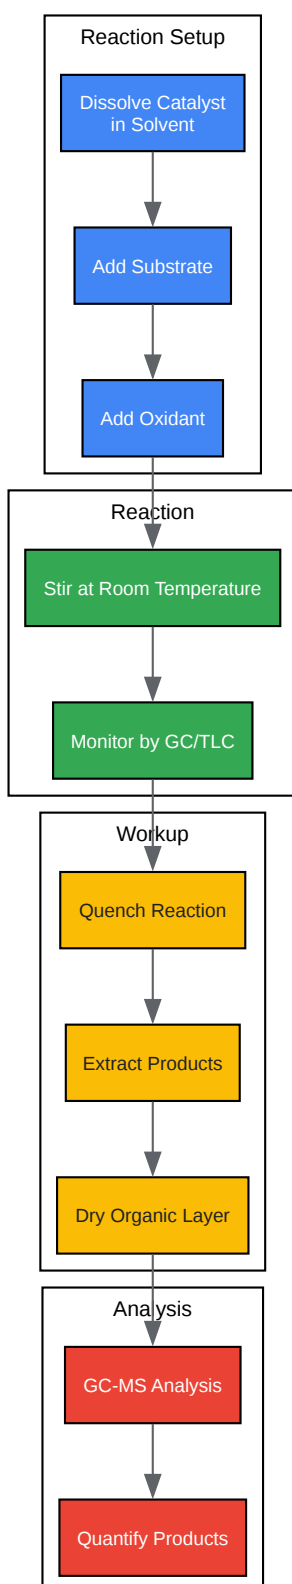 Reaction Setup
Dissolve Catalyst
in Solvent
Add Substrate
Add Oxidant
Reaction
Stir at Room Temperature
Monitor by GC/TLC
Workup
Quench Reaction
Extract Products
Dry Organic Layer
Analysis
GC-MS Analysis
Quantify Products